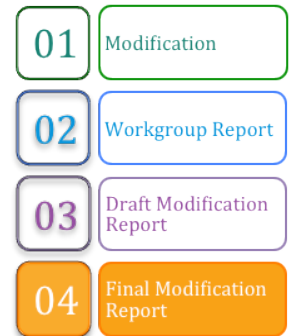 01
Modification
02
Workgroup Report
03
Draft Modification
Report
04
Final Modification
Report